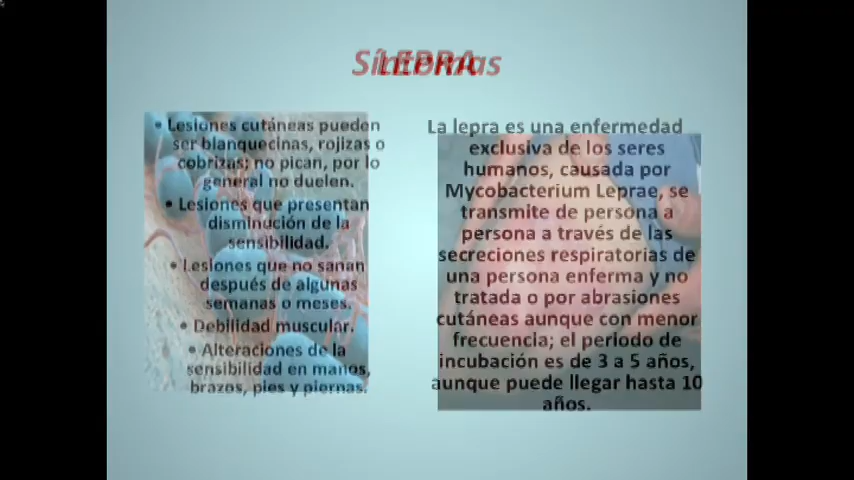 LEPRA
Síntomas
• Lesiones cutáneas pueden
ser blanquecinas, rojizas o
cobrizas; no pican, por lo
general no duelen.
• Lesiones que presentan
disminución de la
sensibilidad.
• Lesiones que no sanan
después de algunas
semanas o meses.
• Debilidad muscular.
• Alteraciones de la
sensibilidad en manos,
brazos, pies y piernas.
La lepra es una enfermedad
exclusiva de los seres
humanos, causada por
Mycobacterium Leprae, se
transmite de persona a
persona a través de las
secreciones respiratorias de
una persona enferma y no
tratada o por abrasiones
cutáneas aunque con menor
frecuencia; el periodo de
incubación es de 3 a 5 años,
aunque puede llegar hasta 10
años.